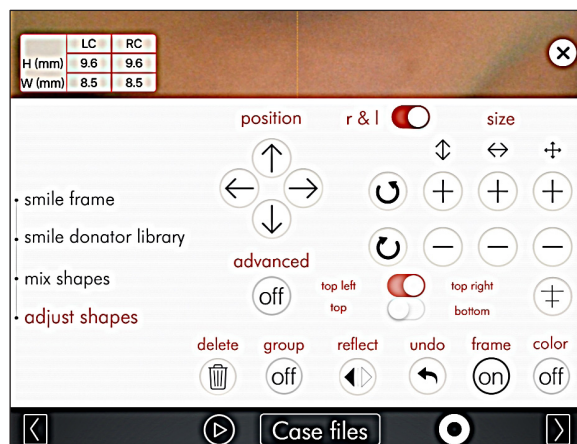 LC RC
H (mm) 9.6 9.6
W (mm) 8.5 8.5
position r & l size
smile frame
smile donator library
mix shapes
adjust shapes
advanced
off
top left top right
top bottom
delete group reflect undo frame color
off on off
Case files